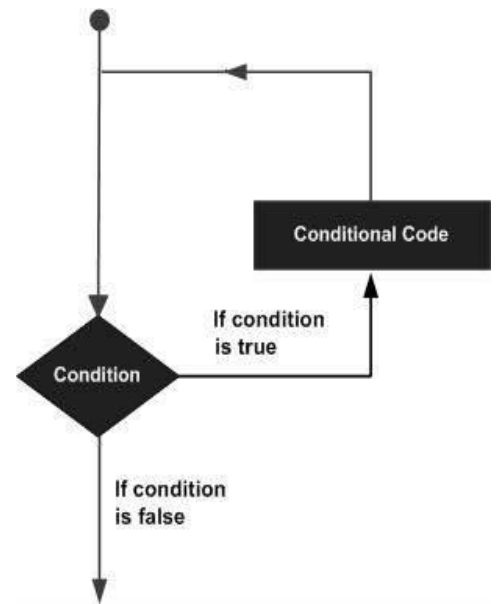 Conditional Code
If condition
is true
Condition
If condition
is false